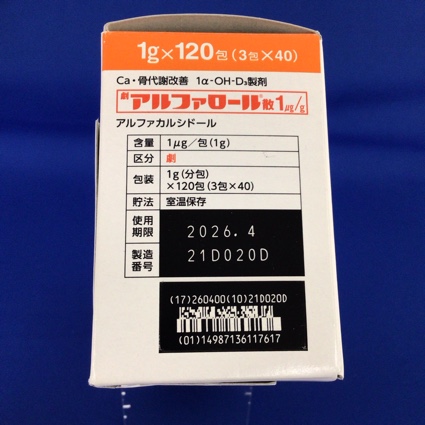 1g×120包(3包×40)
Ca・骨代謝改善 1α-OH-D₃製剤
劇 アルファロール®散1μg/g
アルファカルシドール
含量 1μg/包(1g)
区分 劇
包装 1g(分包)
×120包(3包×40)
貯法 室温保存
使用期限 2026.4
製造番号 21D020D
(17)260400(10)21D020D
(01)14987136117617